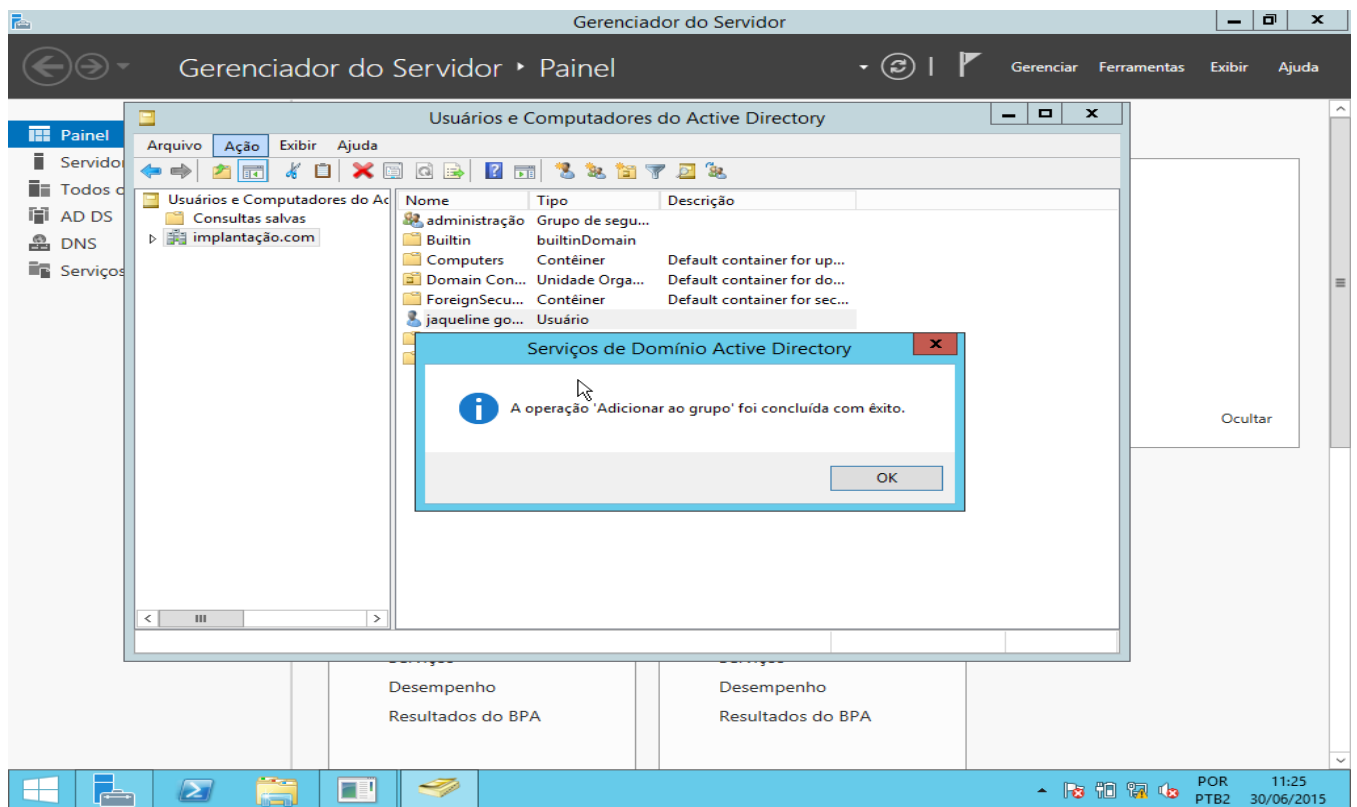 Gerenciador do Servidor
Gerenciador do Servidor ‣ Painel
Gerenciar Ferramentas Exibir Ajuda
Painel
Servido
Todos o
AD DS
DNS
Serviços
Usuários e Computadores do Active Directory
Arquivo Ação Exibir Ajuda
Usuários e Computadores do Ac
Consultas salvas
implantação.com
Nome Tipo Descrição
administração Grupo de segu...
Builtin builtinDomain
Computers Contêiner Default container for up...
Domain Con... Unidade Orga... Default container for do...
ForeignSecu... Contêiner Default container for sec...
jaqueline go... Usuário
Serviços de Domínio Active Directory
A operação 'Adicionar ao grupo' foi concluída com êxito.
OK
Ocultar
Desempenho Desempenho
Resultados do BPA Resultados do BPA
POR 11:25
PTB2 30/06/2015